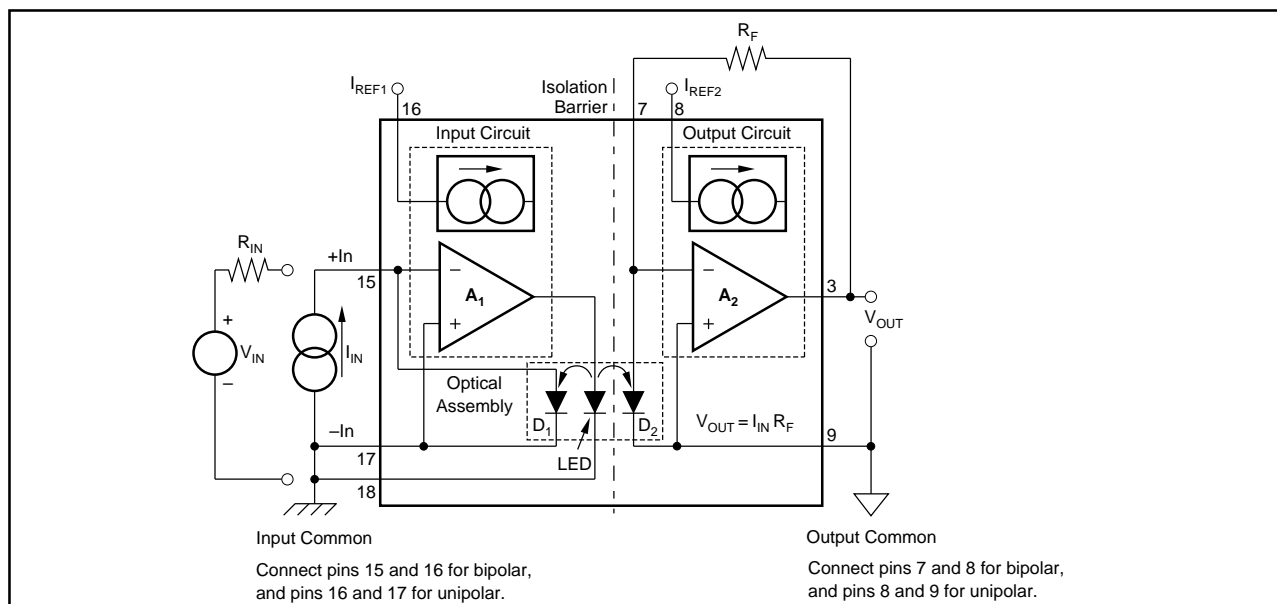 R_F
I_REF1
Isolation
Barrier
I_REF2
16
7
8
Input Circuit
Output Circuit
R_IN
+In
15
−
A_1
+
−
A_2
+
3
V_OUT
+
V_IN
−
I_IN
Optical
Assembly
D_1
D_2
LED
V_OUT = I_IN R_F
9
−In
17
18
Input Common
Connect pins 15 and 16 for bipolar,
and pins 16 and 17 for unipolar.
Output Common
Connect pins 7 and 8 for bipolar,
and pins 8 and 9 for unipolar.